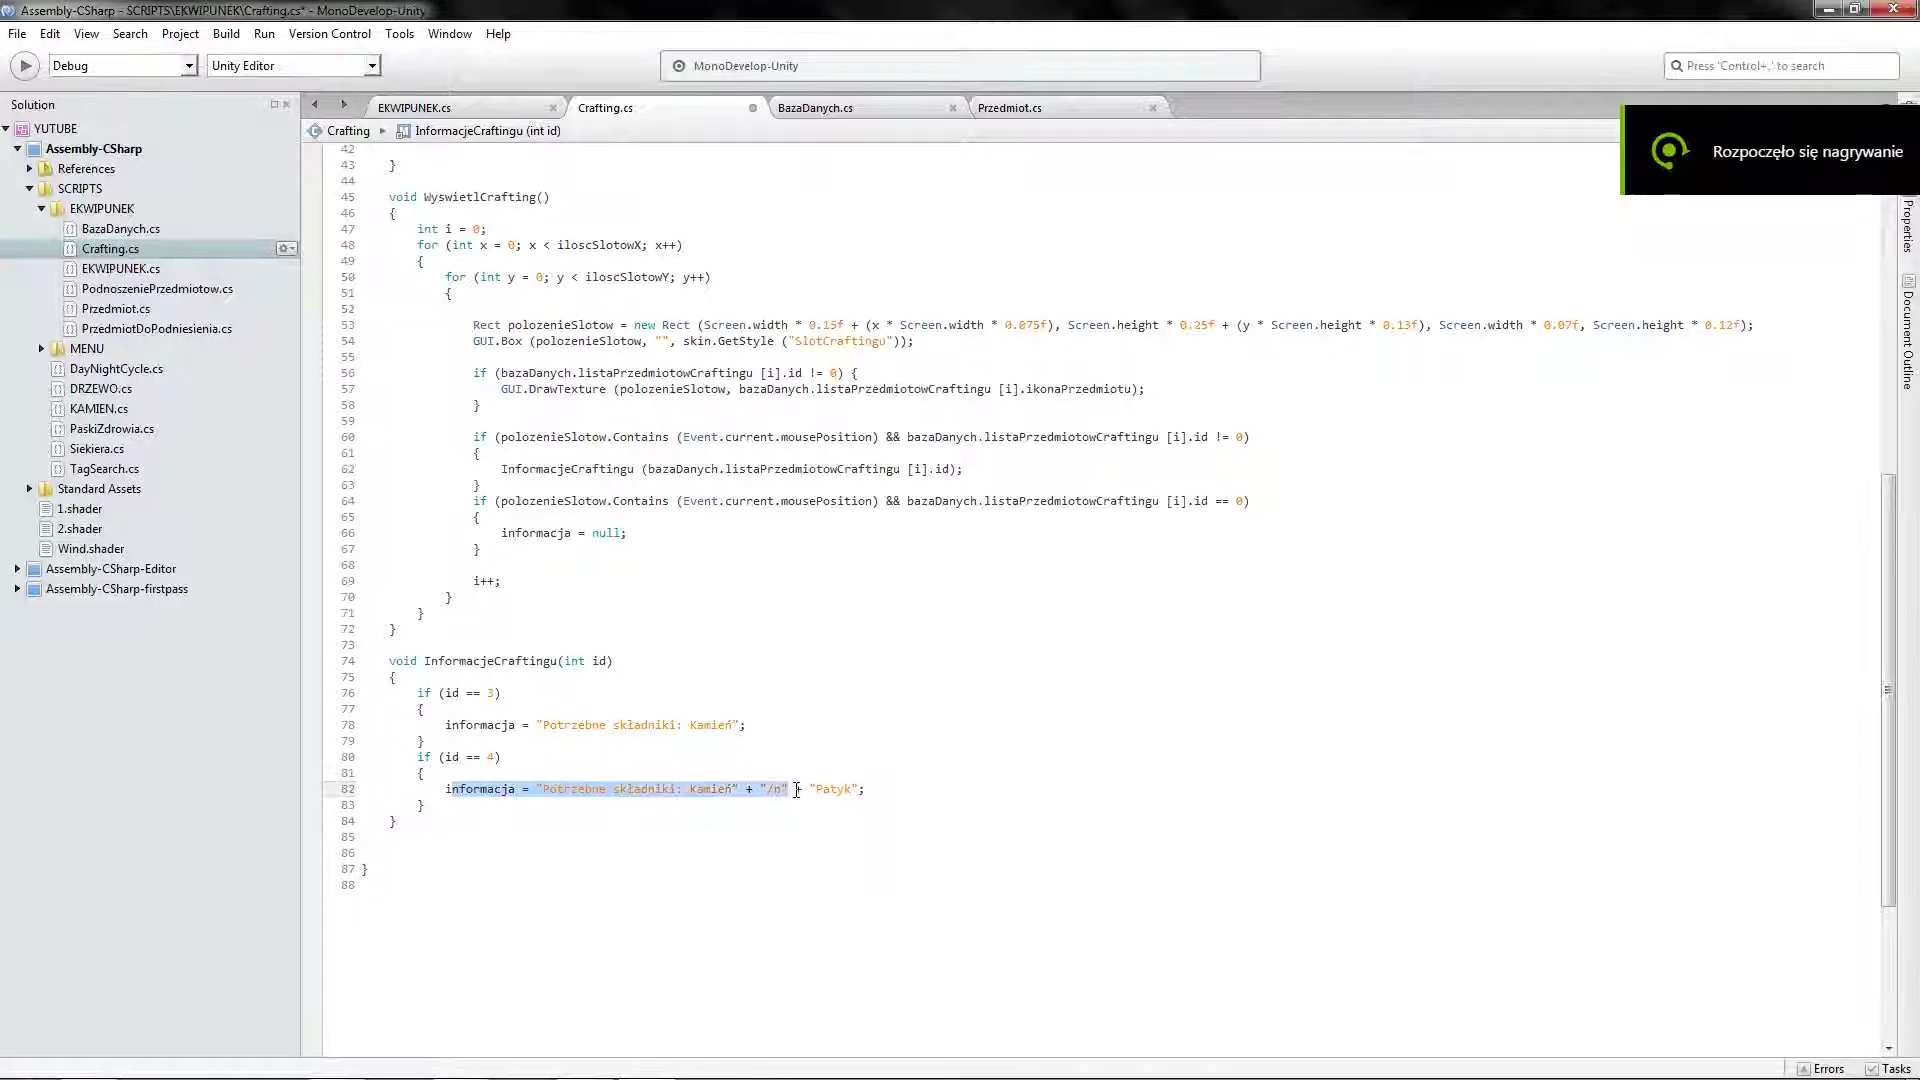 Assembly-CSharp - SCRIPTS\EKWIPUNEK\Crafting.cs* - MonoDevelop-Unity
File Edit View Search Project Build Run Version Control Tools Window Help
Debug Unity Editor MonoDevelop-Unity Press 'Control+,' to search
Solution
EKWIPUNEK.cs Crafting.cs BazaDanych.cs Przedmiot.cs
Crafting InformacjeCraftingu (int id)
Rozpoczęło się nagrywanie
YUTUBE
Assembly-CSharp
References
SCRIPTS
EKWIPUNEK
BazaDanych.cs
Crafting.cs
EKWIPUNEK.cs
PodnoszeniePrzedmiotow.cs
Przedmiot.cs
PrzedmiotDoPodniesienia.cs
MENU
DayNightCycle.cs
DRZEWO.cs
KAMIEN.cs
PaskiZdrowia.cs
Siekiera.cs
TagSearch.cs
Standard Assets
1.shader
2.shader
Wind.shader
Assembly-CSharp-Editor
Assembly-CSharp-firstpass
42
43 }
44
45 void WyswietlCrafting()
46 {
47 int i = 0;
48 for (int x = 0; x < iloscSlotowX; x++)
49 {
50 for (int y = 0; y < iloscSlotowY; y++)
51 {
52
53 Rect polozenieSlotow = new Rect (Screen.width * 0.15f + (x * Screen.width * 0.075f), Screen.height * 0.25f + (y * Screen.height * 0.13f), Screen.width * 0.07f, Screen.height * 0.12f);
54 GUI.Box (polozenieSlotow, "", skin.GetStyle ("SlotCraftingu"));
55
56 if (bazaDanych.listaPrzedmiotowCraftingu [i].id != 0) {
57 GUI.DrawTexture (polozenieSlotow, bazaDanych.listaPrzedmiotowCraftingu [i].ikonaPrzedmiotu);
58 }
59
60 if (polozenieSlotow.Contains (Event.current.mousePosition) && bazaDanych.listaPrzedmiotowCraftingu [i].id != 0)
61 {
62 InformacjeCraftingu (bazaDanych.listaPrzedmiotowCraftingu [i].id);
63 }
64 if (polozenieSlotow.Contains (Event.current.mousePosition) && bazaDanych.listaPrzedmiotowCraftingu [i].id == 0)
65 {
66 informacja = null;
67 }
68
69 i++;
70 }
71 }
72 }
73
74 void InformacjeCraftingu(int id)
75 {
76 if (id == 3)
77 {
78 informacja = "Potrzebne składniki: Kamień";
79 }
80 if (id == 4)
81 {
82 informacja = "Potrzebne składniki: Kamień" + "/n" + "Patyk";
83 }
84 }
85
86
87 }
88
Properties
Document Outline
Errors Tasks